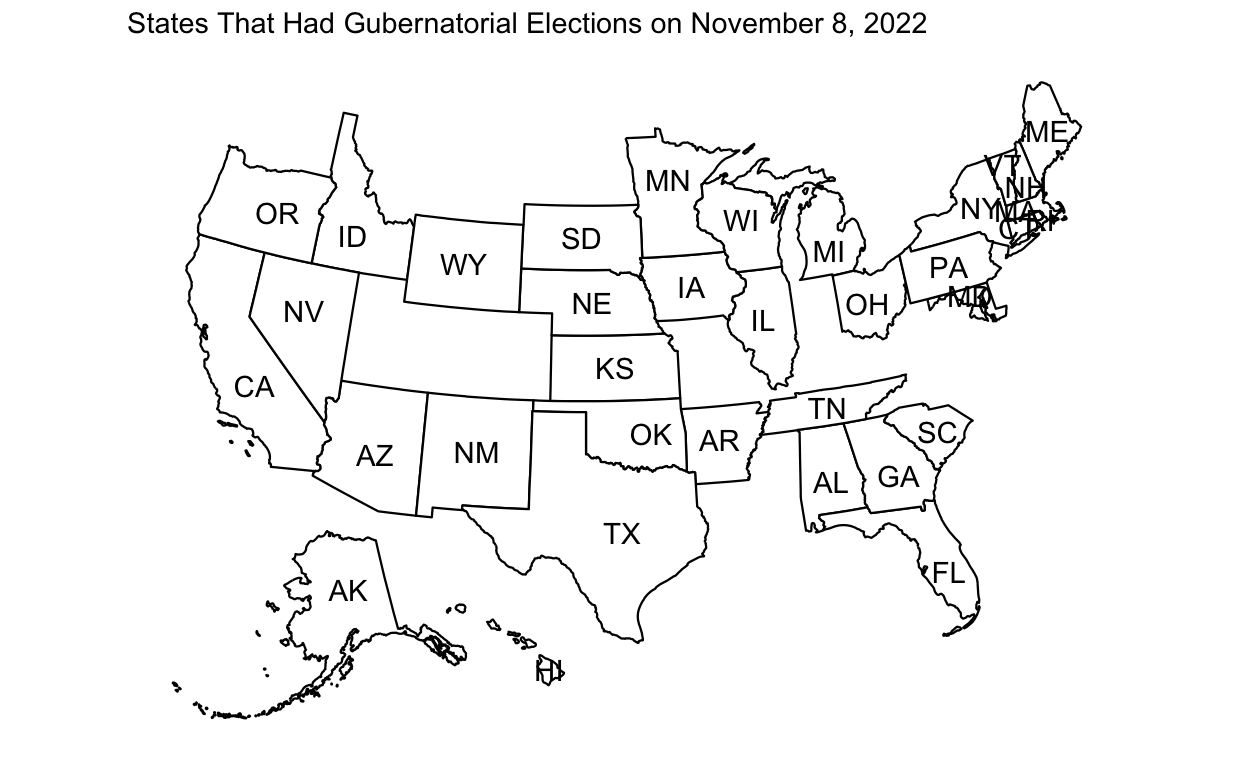 States That Had Gubernatorial Elections on November 8, 2022
ME
VT
MN
NH
OR
NY
MA
WI
RI
CT
ID
SD
MI
WY
PA
IA
MD
NE
OH
NV
IL
KS
CA
TN
SC
OK
AR
AZ
NM
GA
AL
TX
FL
AK
HI